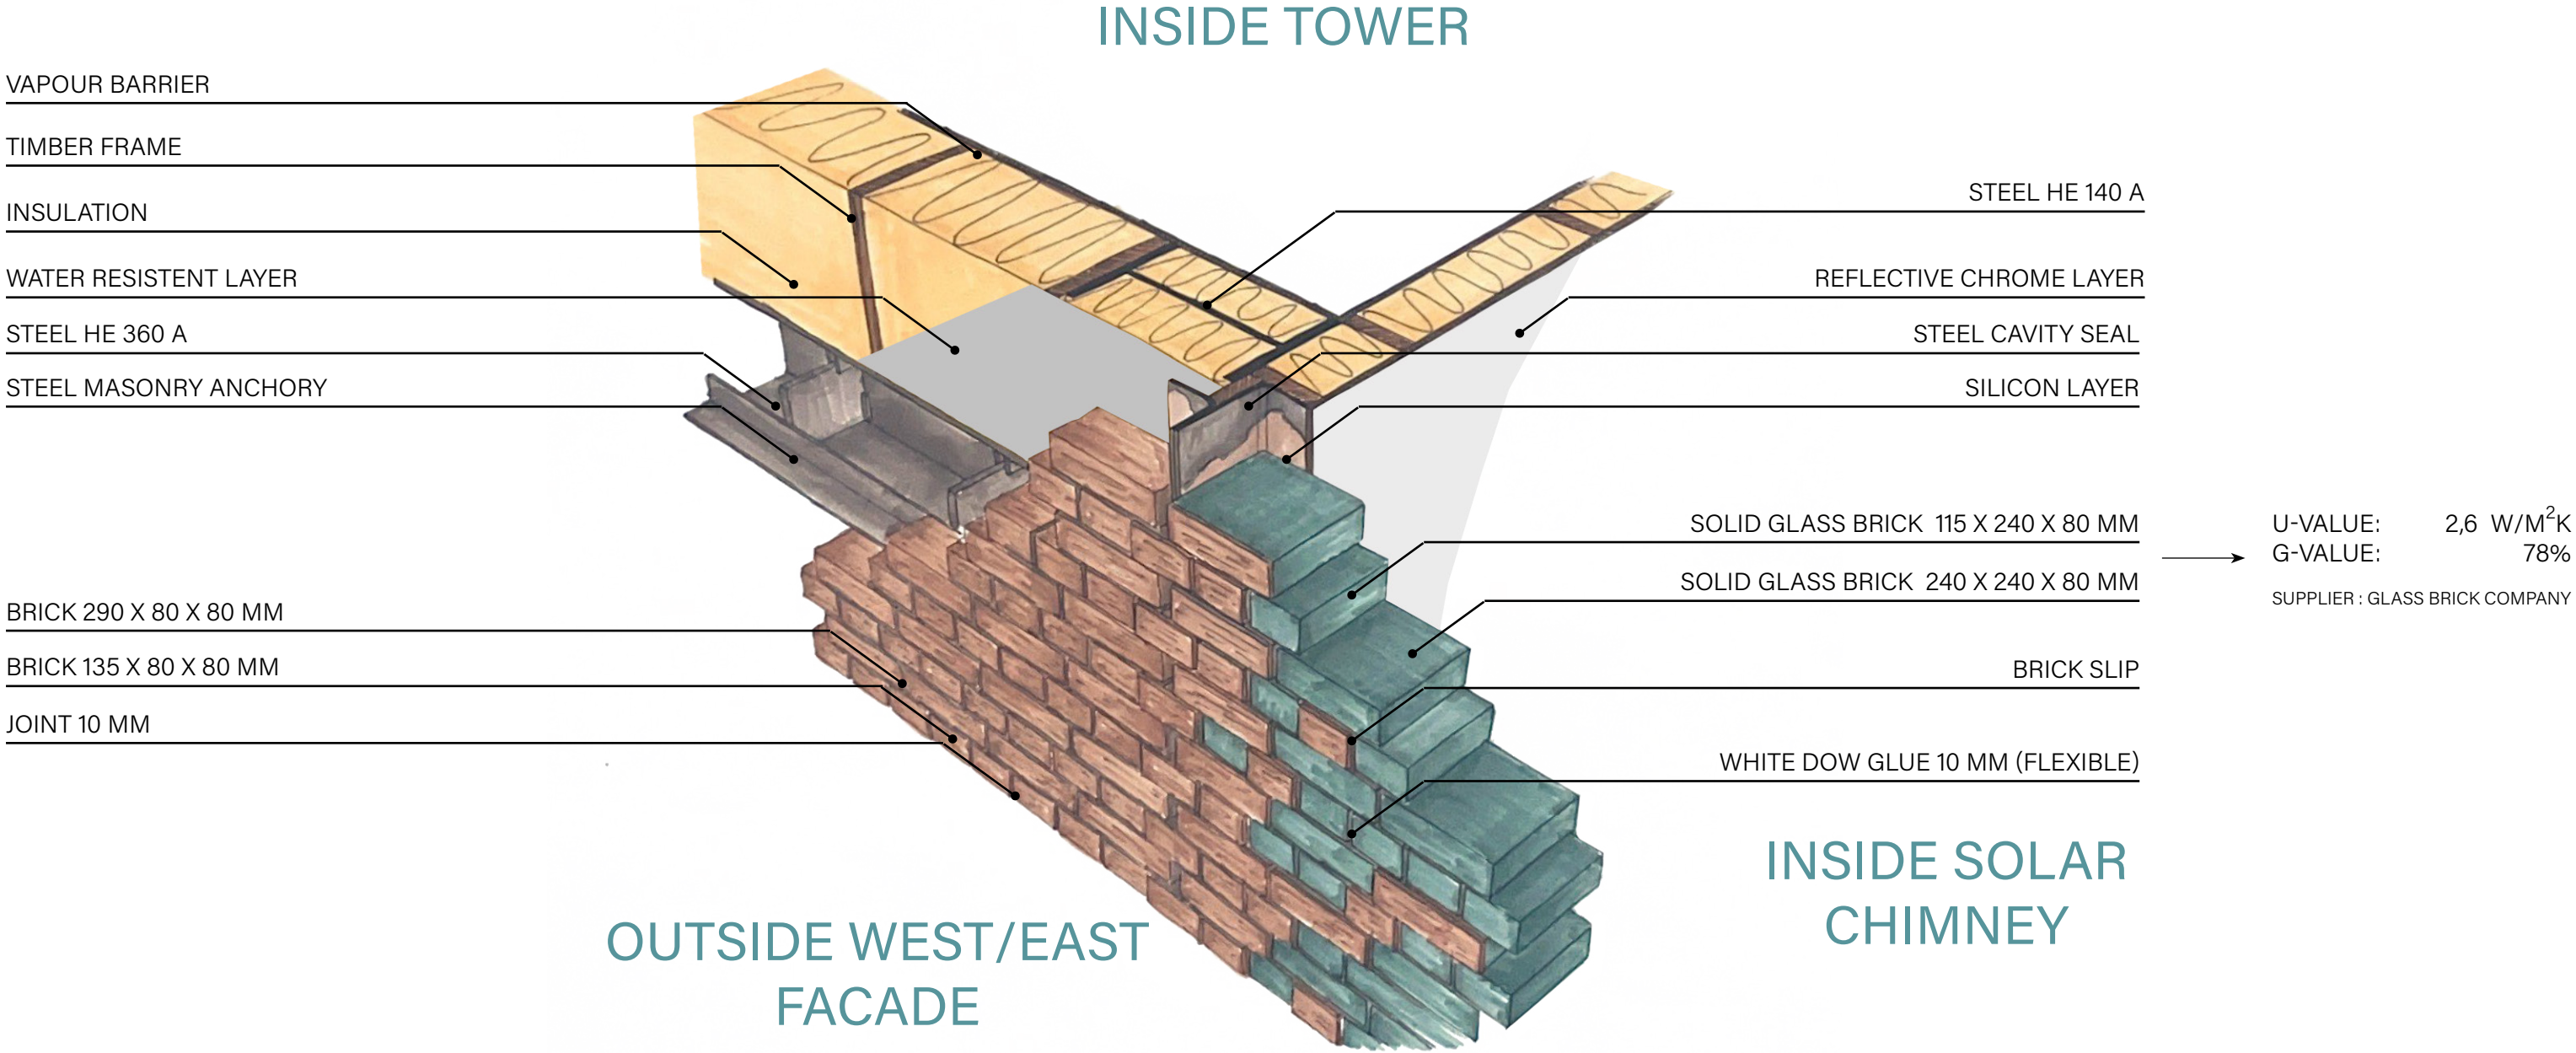 INSIDE TOWER
VAPOUR BARRIER
TIMBER FRAME
INSULATION
WATER RESISTENT LAYER
STEEL HE 360 A
STEEL MASONRY ANCHORY
BRICK 290 X 80 X 80 MM
BRICK 135 X 80 X 80 MM
JOINT 10 MM
STEEL HE 140 A
REFLECTIVE CHROME LAYER
STEEL CAVITY SEAL
SILICON LAYER
SOLID GLASS BRICK 115 X 240 X 80 MM
SOLID GLASS BRICK 240 X 240 X 80 MM
BRICK SLIP
WHITE DOW GLUE 10 MM (FLEXIBLE)
U-VALUE: 2,6 W/M²K
G-VALUE: 78%
SUPPLIER : GLASS BRICK COMPANY
INSIDE SOLAR
CHIMNEY
OUTSIDE WEST/EAST
FACADE